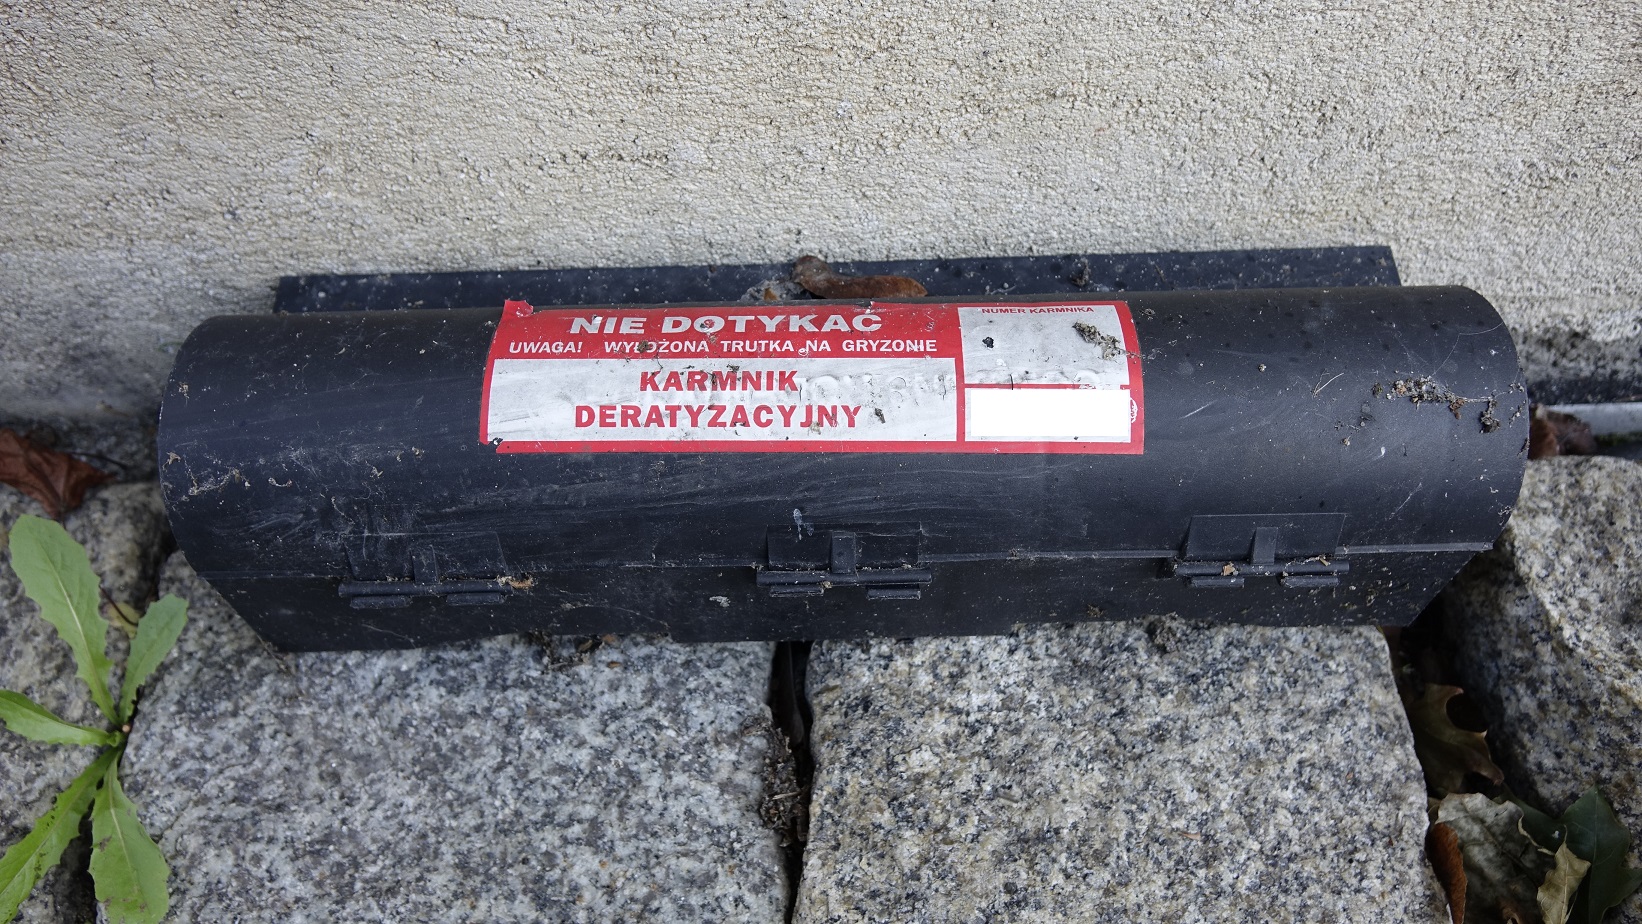 NIE DOTYKAĆ
UWAGA! WYŁOŻONA TRUTKA NA GRYZONIE
KARMNIK
DERATYZACYJNY
NUMER KARMNIKA